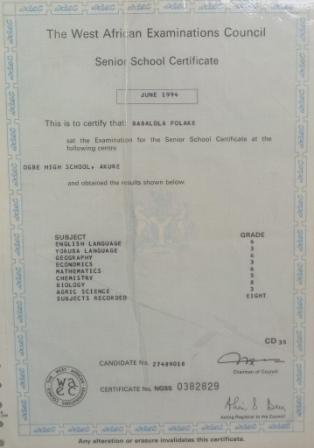 The West African Examinations Council
Senior School Certificate
JUNE 1994
This is to certify that: BABALOLA FOLAKE
sat the Examination for the Senior School Certificate at the
following centre
OGBE HIGH SCHOOL, AKURE
and obtained the results shown below.
SUBJECT GRADE
ENGLISH LANGUAGE 6
YORUBA LANGUAGE 3
GEOGRAPHY 6
ECONOMICS
MATHEMATICS 6
CHEMISTRY
BIOLOGY
AGRIC SCIENCE 3
SUBJECTS RECORDED EIGHT
CD 35
CANDIDATE No. 27489016
Chairman of Council
waec
CERTIFICATE No. NGSS 0382829
Acting Registrar to the Council
Any alteration or erasure invalidates this certificate.